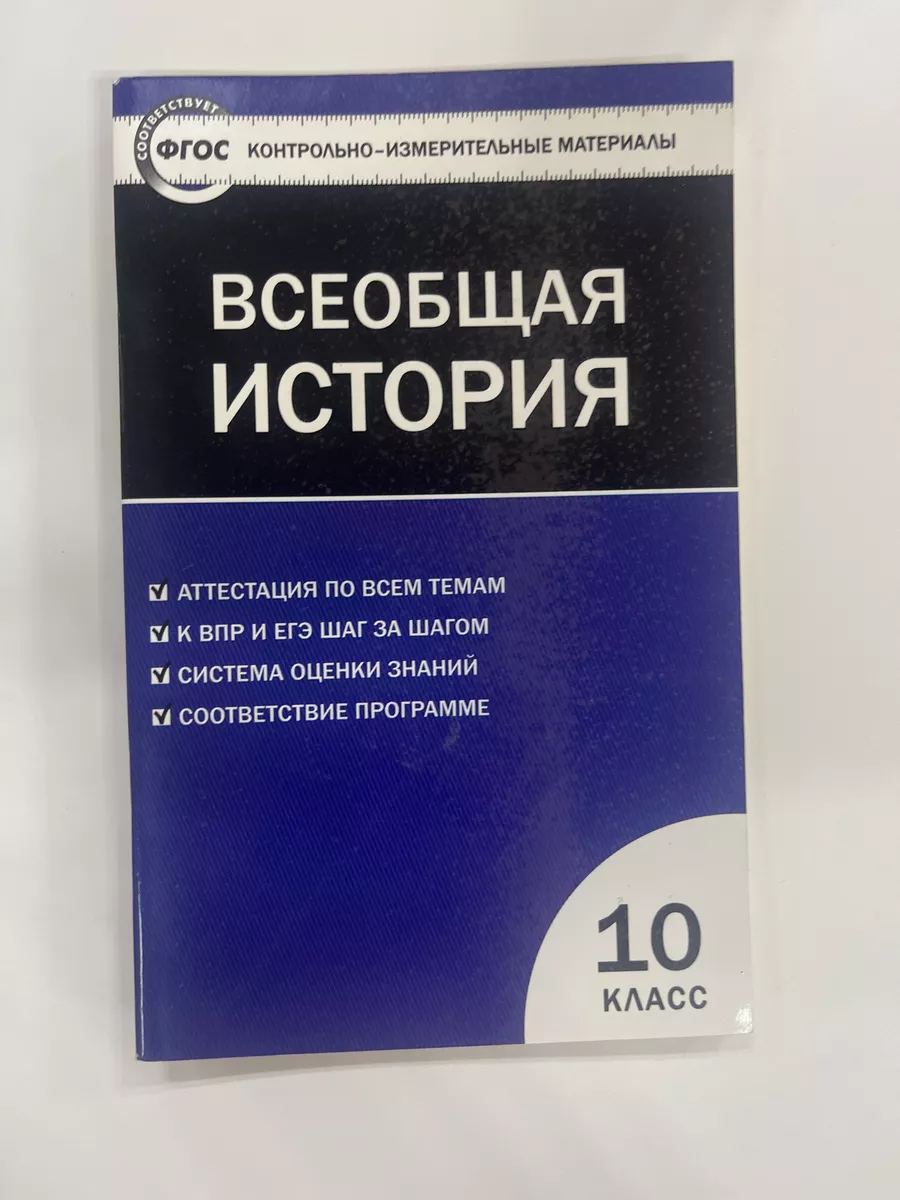 СООТВЕТСТВУЕТ
ФГОС
КОНТРОЛЬНО-ИЗМЕРИТЕЛЬНЫЕ МАТЕРИАЛЫ
ВСЕОБЩАЯ
ИСТОРИЯ
АТТЕСТАЦИЯ ПО ВСЕМ ТЕМАМ
К ВПР И ЕГЭ ШАГ ЗА ШАГОМ
СИСТЕМА ОЦЕНКИ ЗНАНИЙ
СООТВЕТСТВИЕ ПРОГРАММЕ
10
КЛАСС